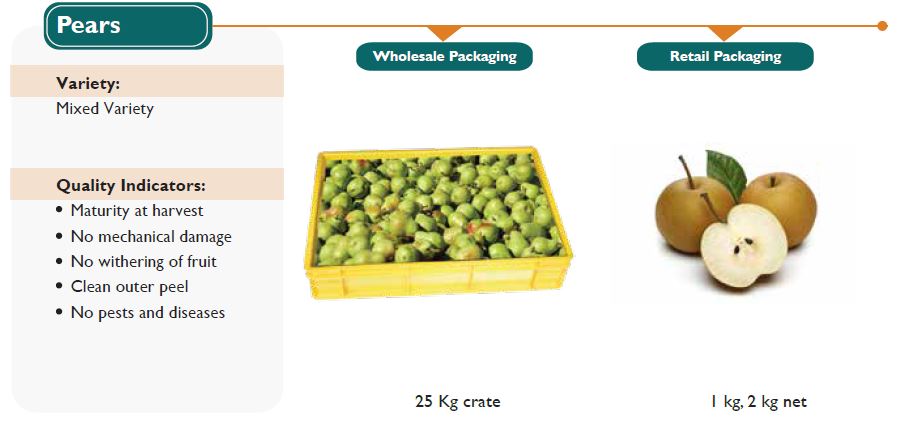 Pears
Wholesale Packaging
Retail Packaging
Variety:
Mixed Variety
Quality Indicators:
• Maturity at harvest
• No mechanical damage
• No withering of fruit
• Clean outer peel
• No pests and diseases
25 Kg crate
1 kg, 2 kg net